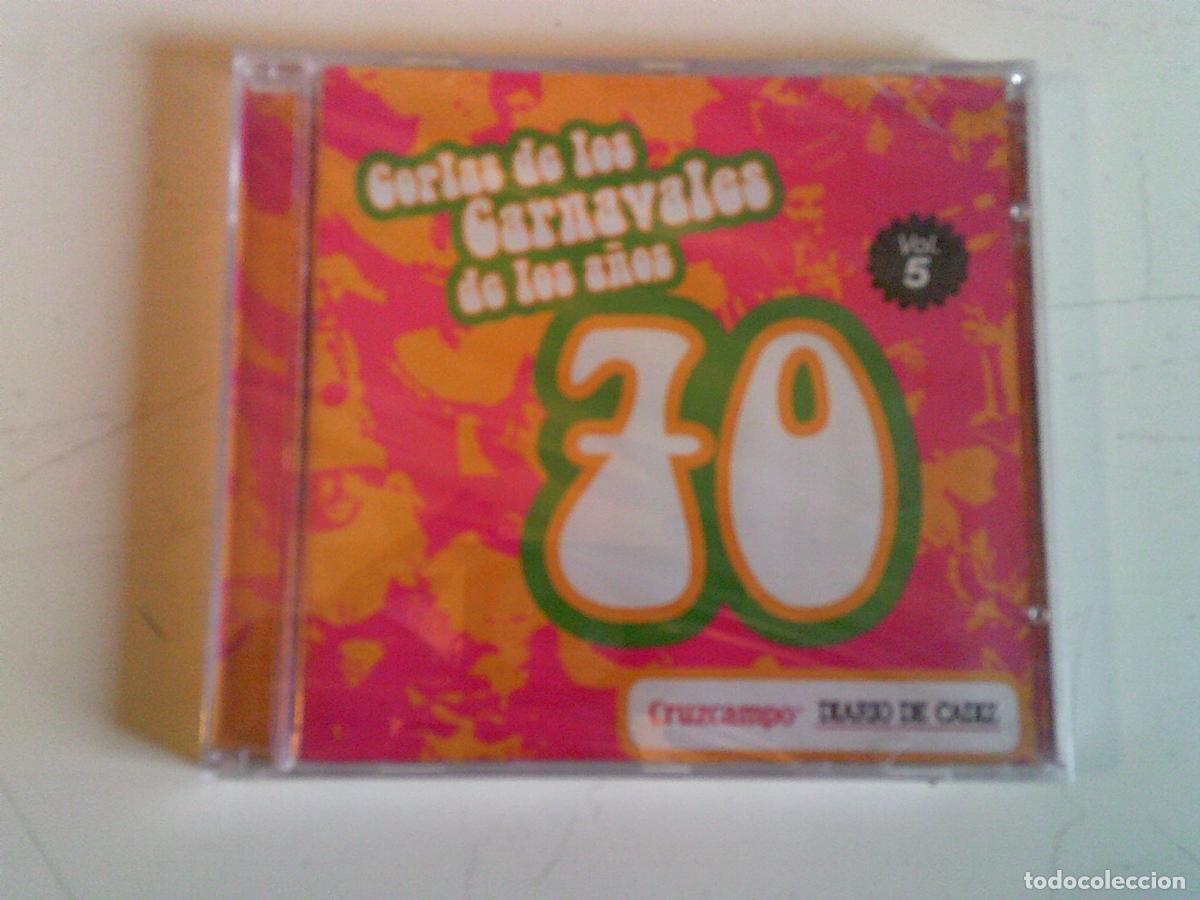 Coplas de los
Carnavales
de los años
70
Vol.
5
Cruzcampo
DIARIO DE CADIZ
todocoleccion